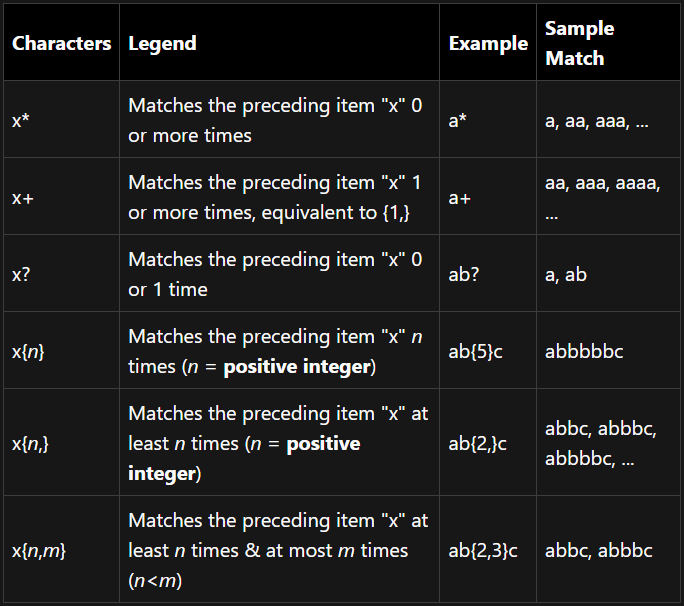 Characters
Legend
Example
Sample
Match
x*
Matches the preceding item "x" 0
or more times
a*
a, aa, aaa, ...
x+
Matches the preceding item "x" 1
or more times, equivalent to {1,}
a+
aa, aaa, aaaa,
...
x?
Matches the preceding item "x" 0
or 1 time
ab?
a, ab
x{n}
Matches the preceding item "x" n
times (n = positive integer)
ab{5}c
abbbbbc
x{n,}
Matches the preceding item "x" at
least n times (n = positive
integer)
ab{2,}c
abbc, abbbc,
abbbbc, ...
x{n,m}
Matches the preceding item "x" at
least n times & at most m times
(n<m)
ab{2,3}c
abbc, abbbc